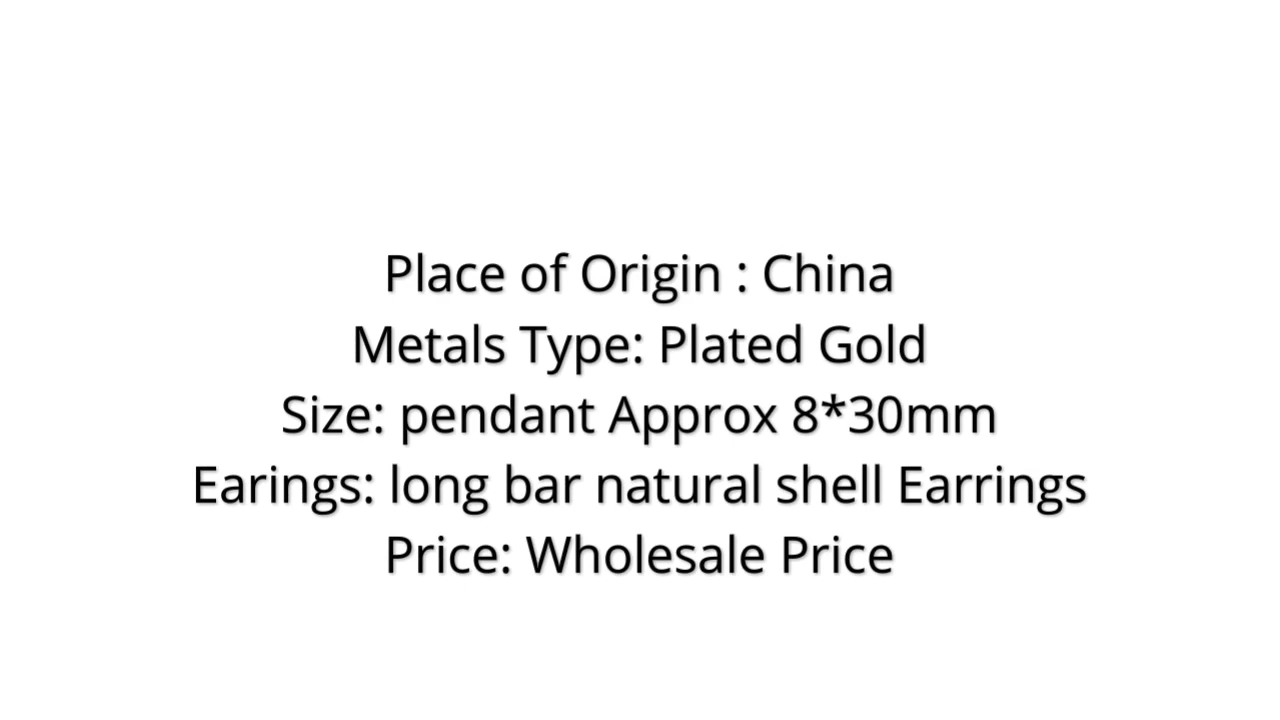 Place of Origin : China
Metals Type: Plated Gold
Size: pendant Approx 8*30mm
Earings: long bar natural shell Earrings
Price: Wholesale Price